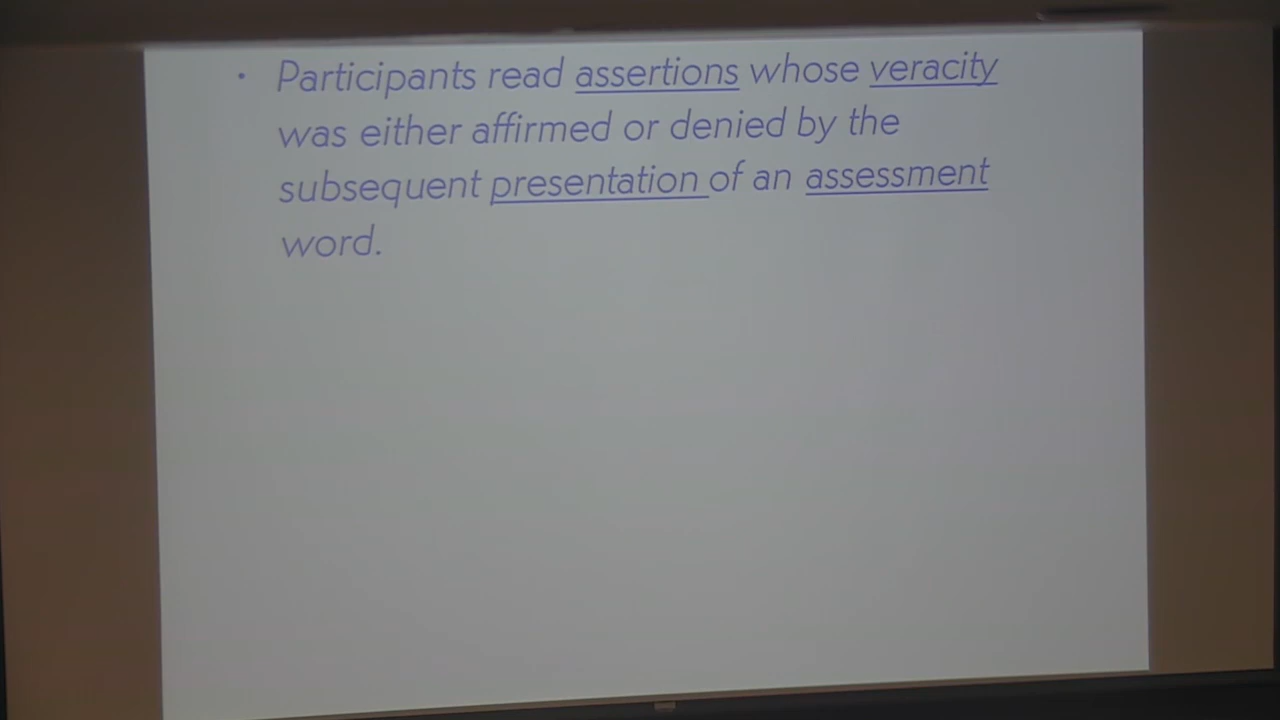 • Participants read assertions whose veracity
was either affirmed or denied by the
subsequent presentation of an assessment
word.